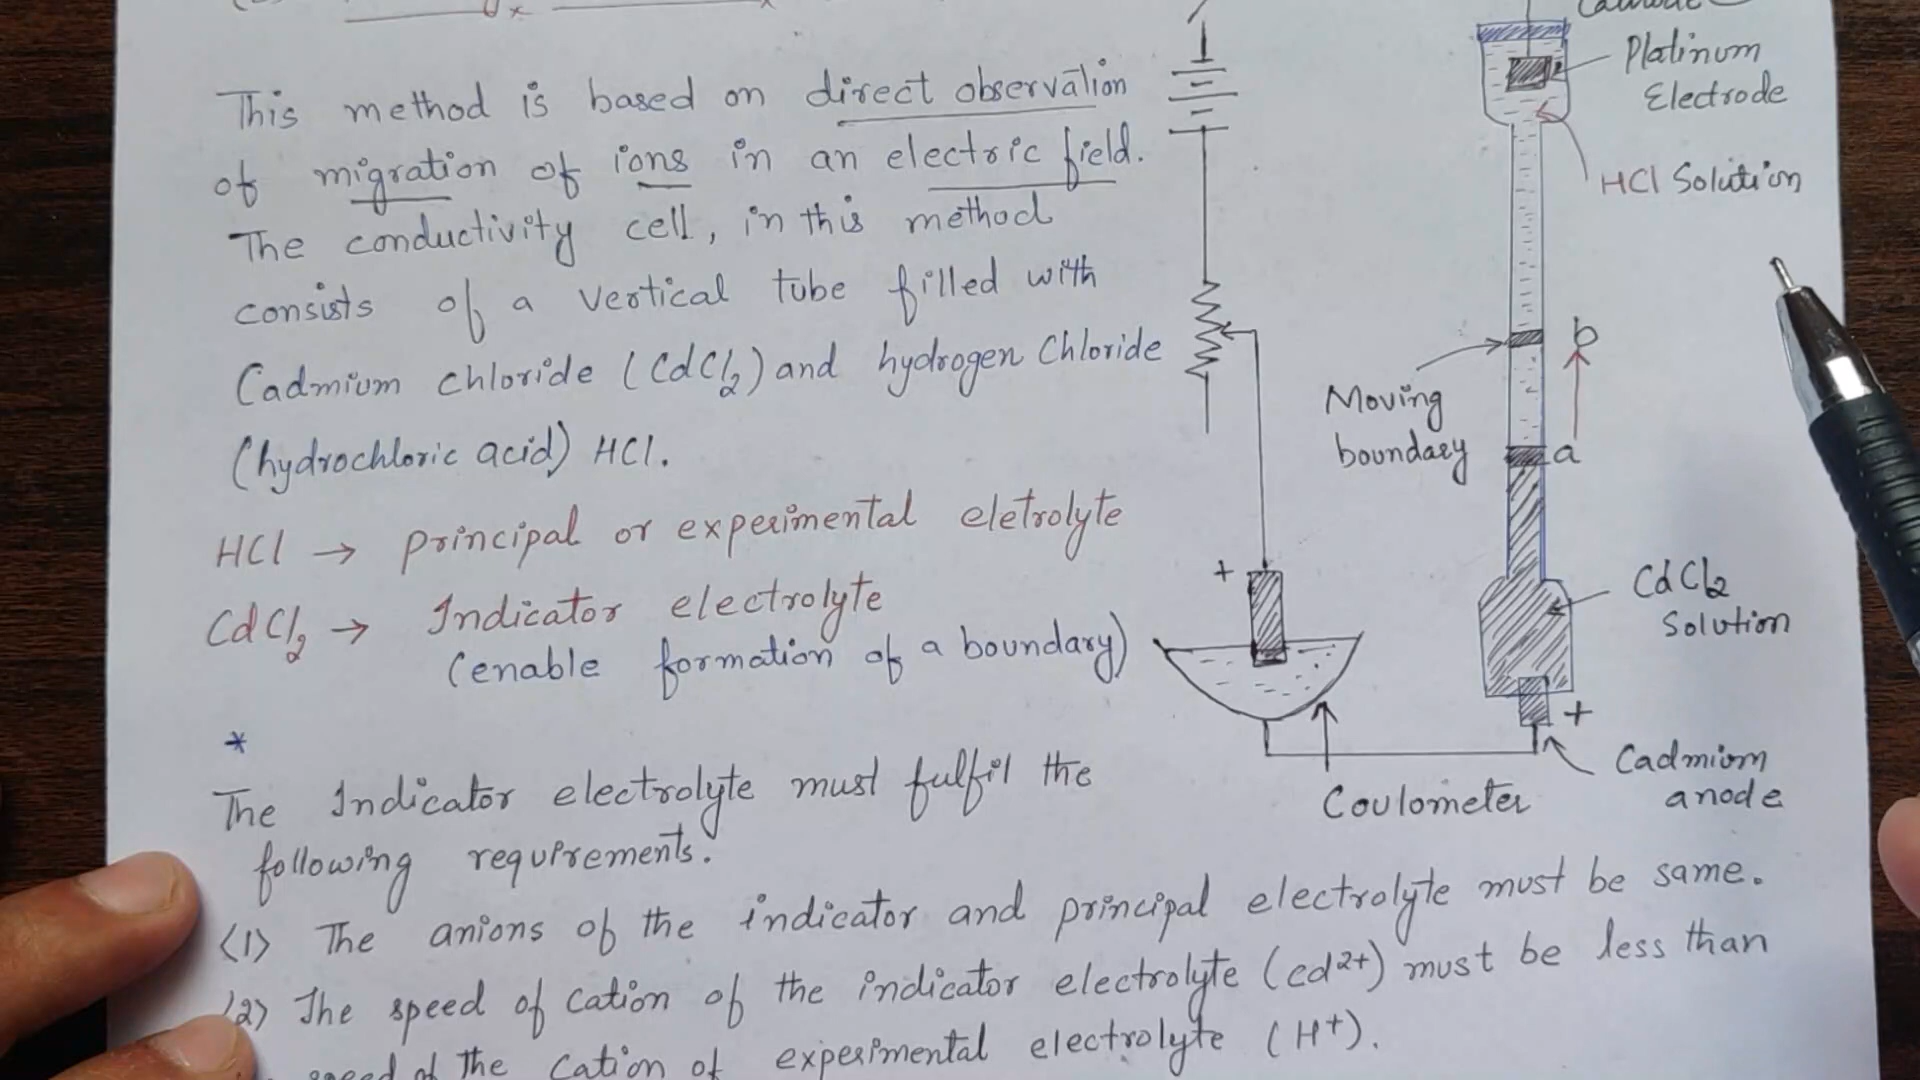 This method is based on direct observation
of migration of ions in an electric field.
The conductivity cell, in this method
consists of a vertical tube filled with
Cadmium chloride (CdCl2) and hydrogen Chloride
(hydrochloric acid) HCl.
HCl → principal or experimental eletrolyte
CdCl2 → Indicator electrolyte
(enable formation of a boundary)
*
The Indicator electrolyte must fulfil the
following requirements.
(1) The anions of the indicator and principal electrolyte must be same.
(2) The speed of cation of the indicator electrolyte (cd2+) must be less than
speed of the cation of experimental electrolyte (H+).
Cathode
Platinum
Electrode
HCl Solution
b
Moving
boundary
a
+
CdCl2
Solution
+
Cadmium
anode
Coulometer